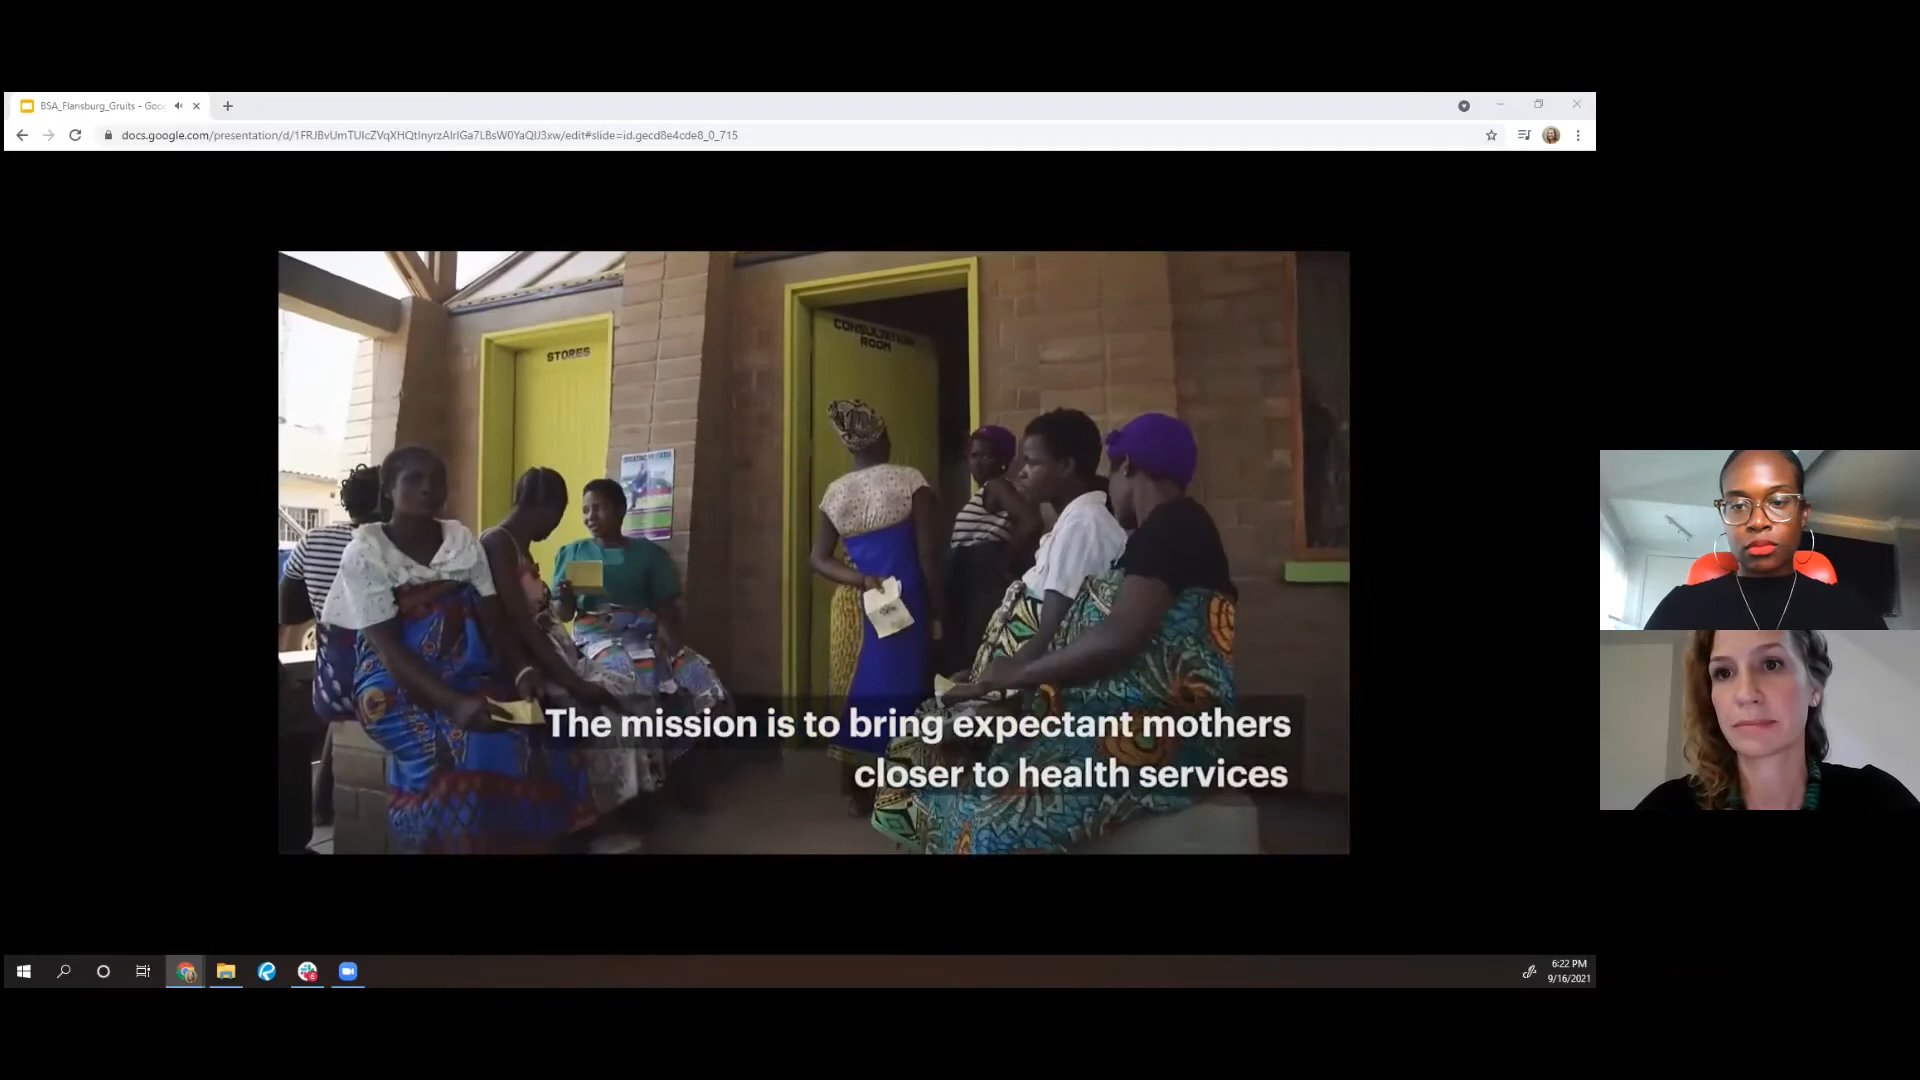 BSA_Flansburg_Gruits - Goo
docs.google.com/presentation/d/1FRJBvUmTUIcZVqXHQtlnyrzAIrlGa7LBsW0YaQIJ3xw/edit#slide=id.gecd8e4cde8_0_715
STORES
CONSULTATION
ROOM
The mission is to bring expectant mothers
closer to health services
6:22 PM
9/16/2021